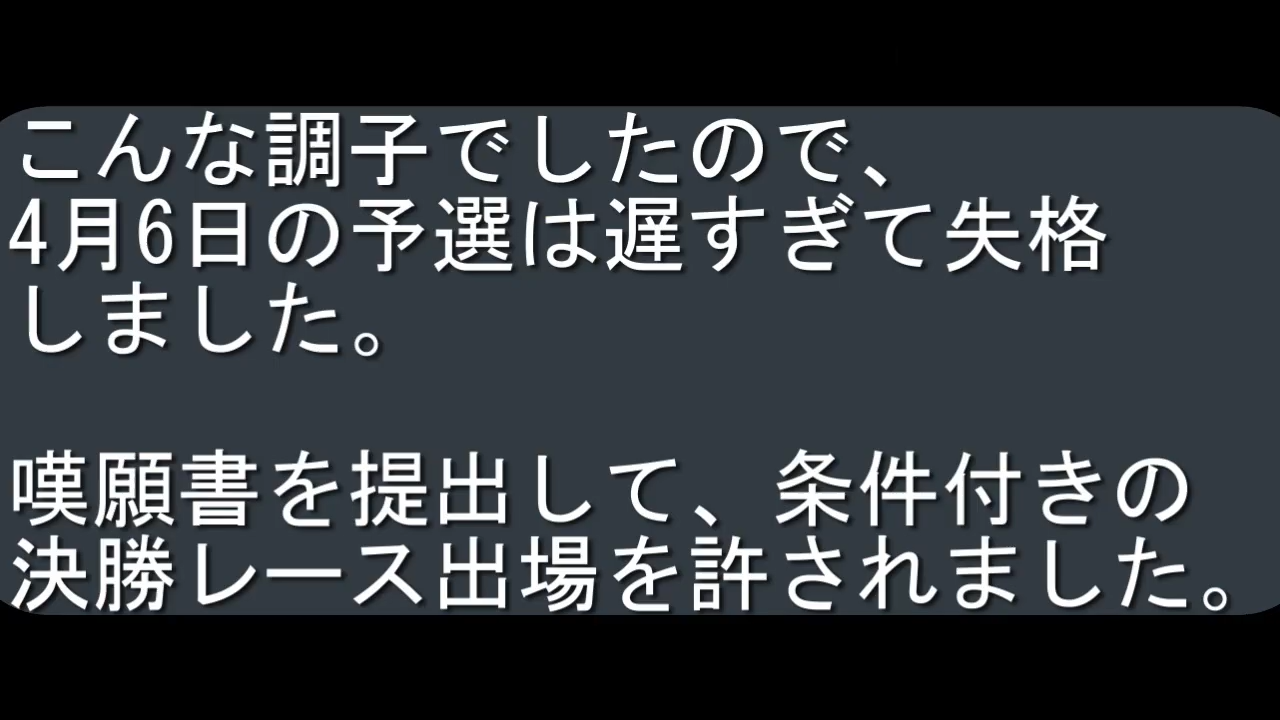 こんな調子でしたので、
4月6日の予選は遅すぎて失格
しました。
嘆願書を提出して、条件付きの
決勝レース出場を許されました。